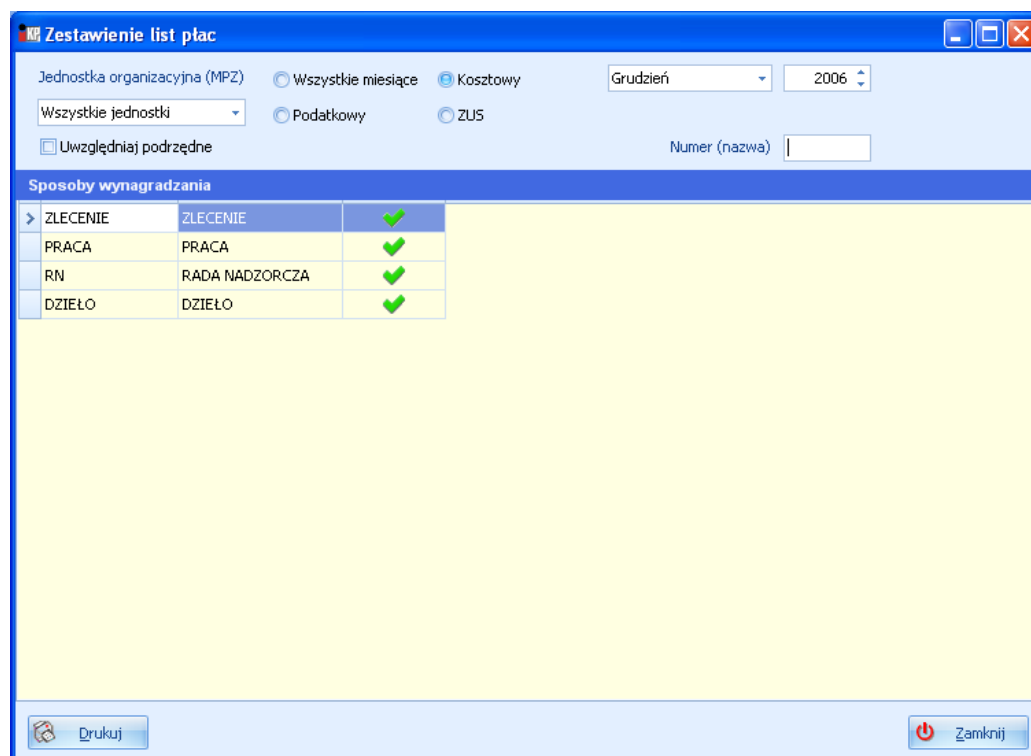 iKP Zestawienie list płac
Jednostka organizacyjna (MPZ)
Wszystkie miesiące
Kosztowy
Grudzień
2006
Wszystkie jednostki
Podatkowy
ZUS
Uwzględniaj podrzędne
Numer (nazwa)
Sposoby wynagradzania
ZLECENIE ZLECENIE
PRACA PRACA
RN RADA NADZORCZA
DZIEŁO DZIEŁO
Drukuj
Zamknij